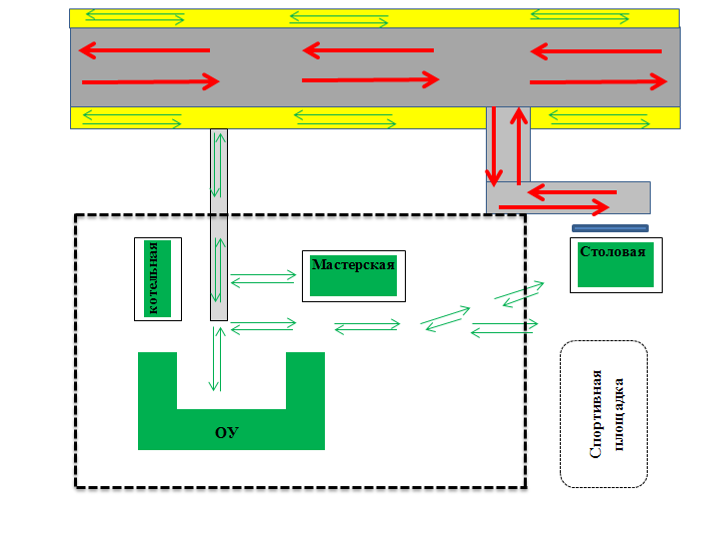 котельная
Мастерская
Столовая
Спортивная
площадка
ОУ